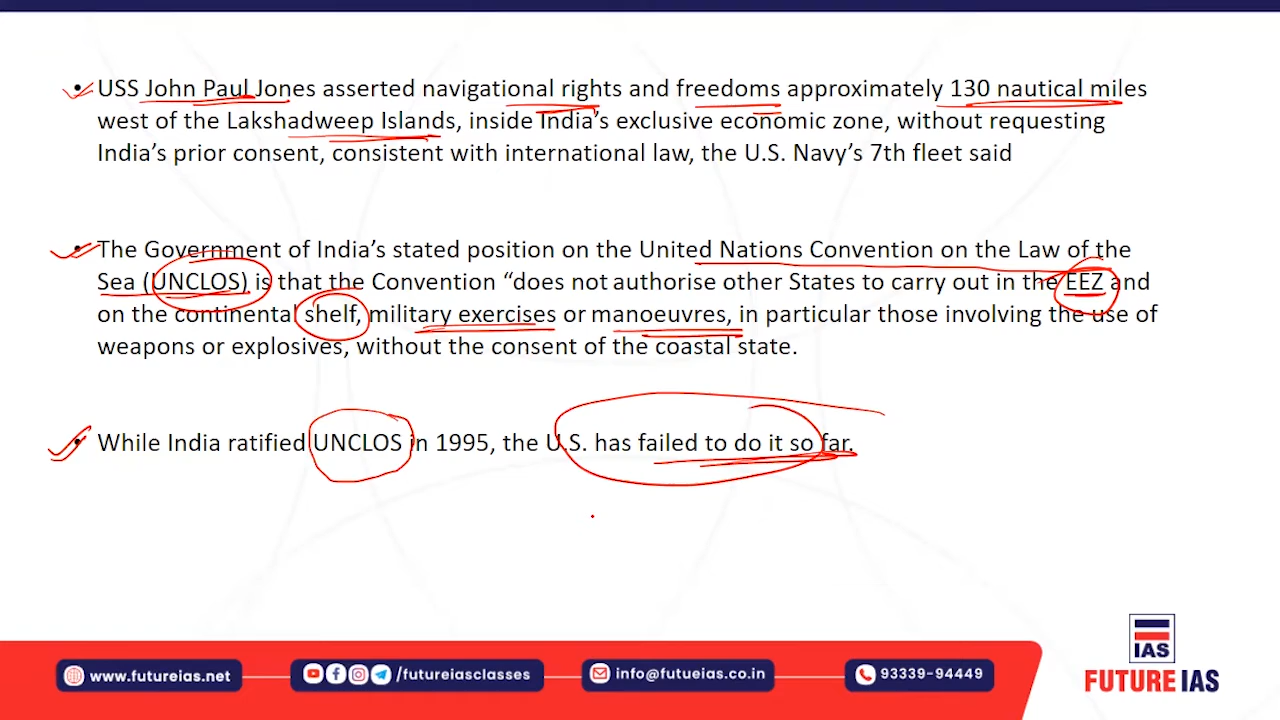 • USS John Paul Jones asserted navigational rights and freedoms approximately 130 nautical miles
west of the Lakshadweep Islands, inside India’s exclusive economic zone, without requesting
India’s prior consent, consistent with international law, the U.S. Navy’s 7th fleet said
• The Government of India’s stated position on the United Nations Convention on the Law of the
Sea (UNCLOS) is that the Convention “does not authorise other States to carry out in the EEZ and
on the continental shelf, military exercises or manoeuvres, in particular those involving the use of
weapons or explosives, without the consent of the coastal state.
• While India ratified UNCLOS in 1995, the U.S. has failed to do it so far.
www.futureias.net
/futureiasclasses
info@futueias.co.in
93339-94449
IAS
FUTURE IAS